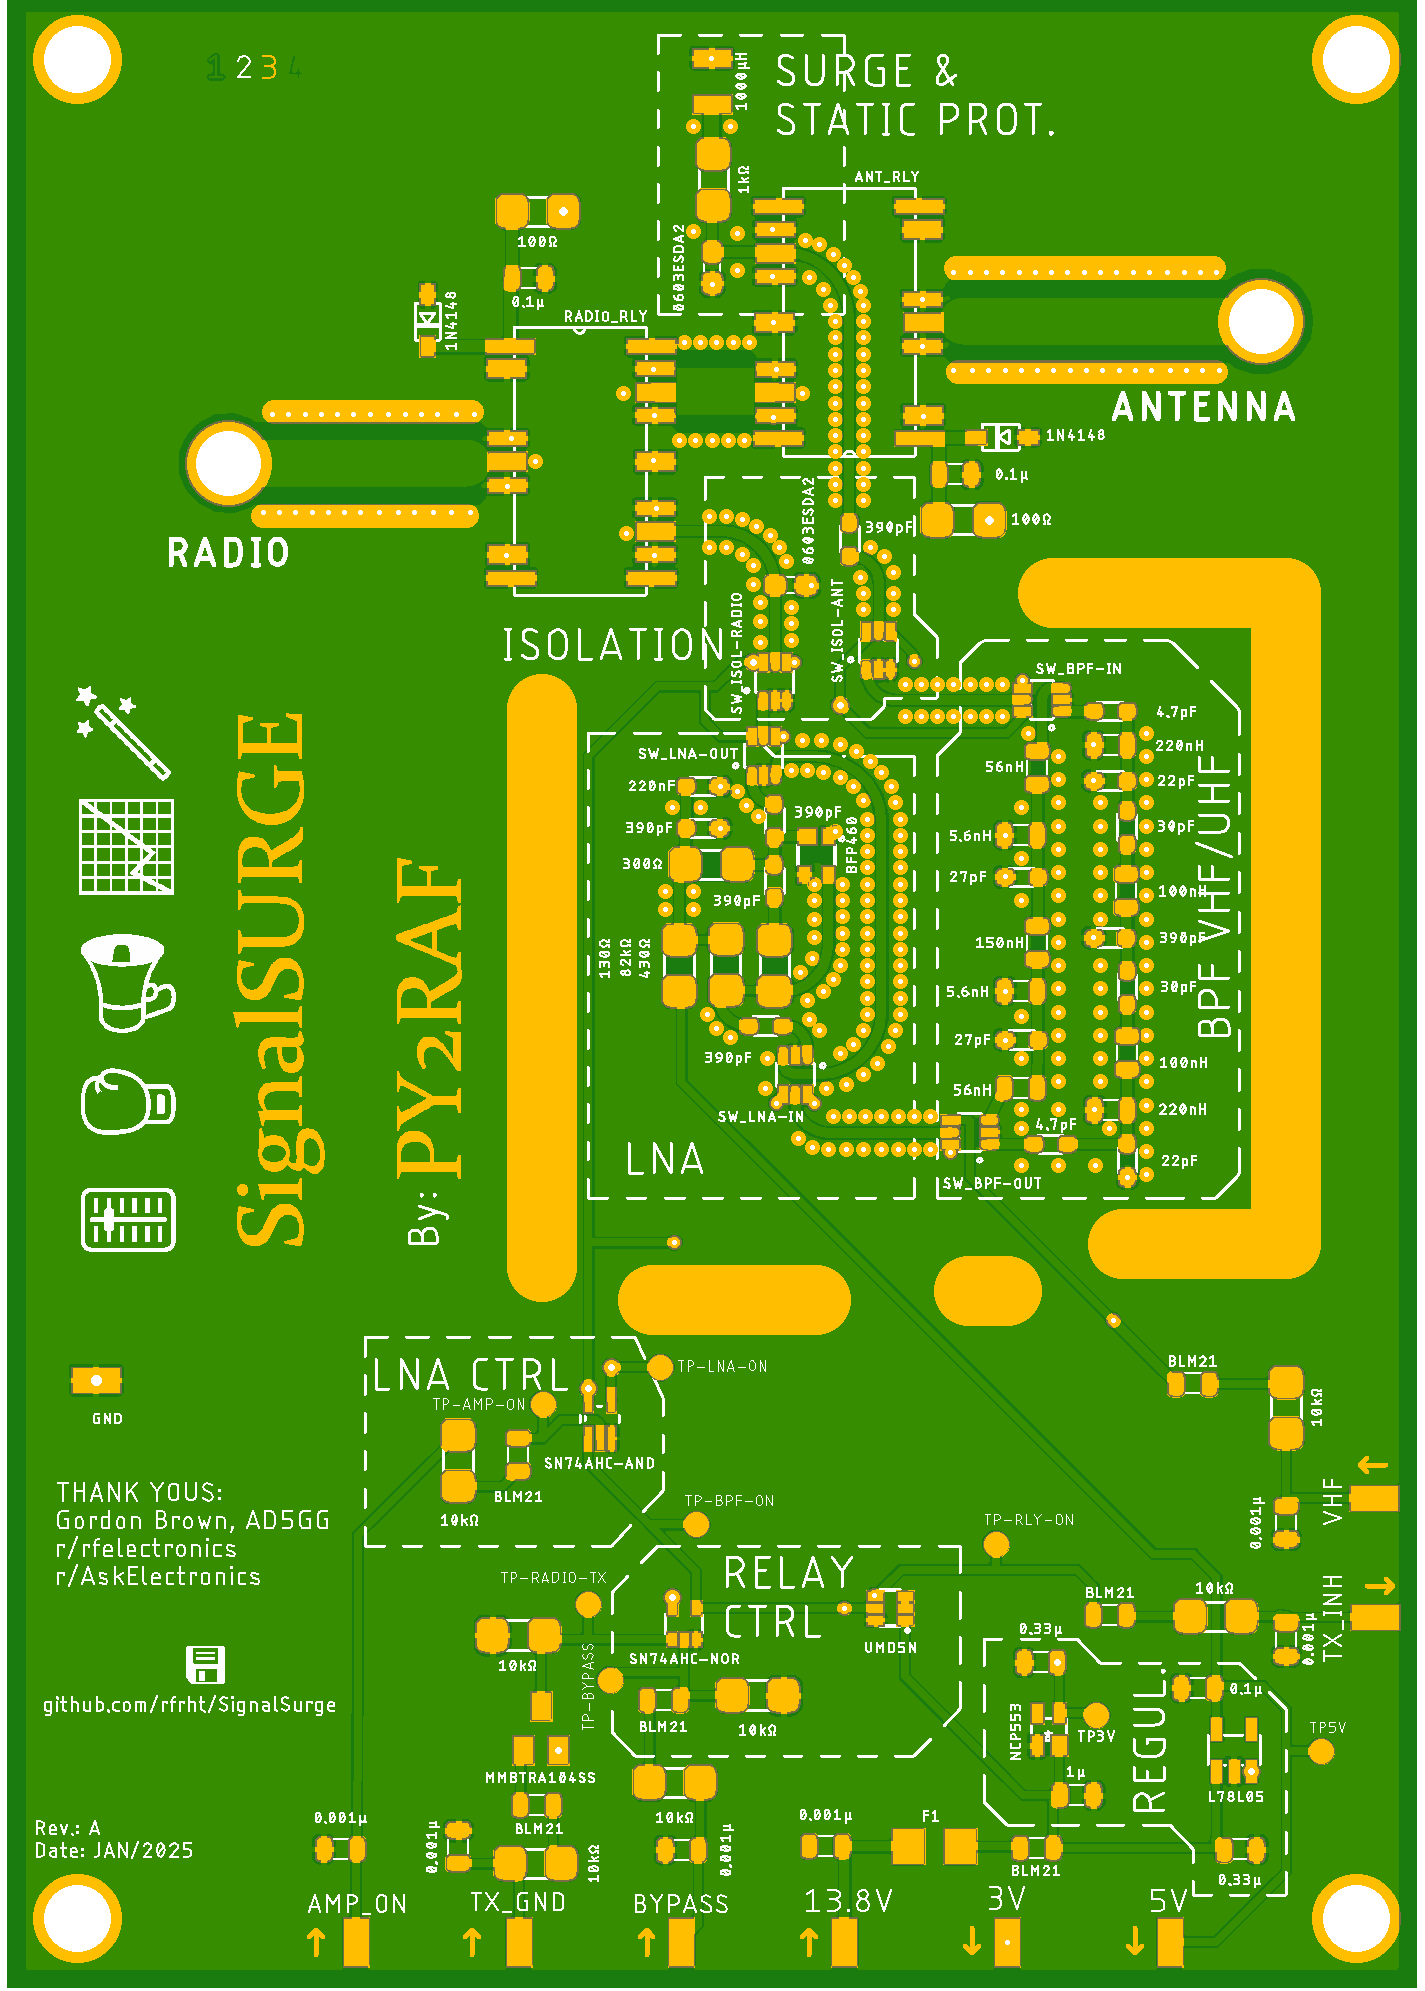 1 2 3 4
SURGE &
STATIC PROT.
1000µH
1kΩ
ANT_RLY
0603ESDA2
100Ω
0.1µ
1N4148
RADIO_RLY
ANTENNA
1N4148
0.1µ
100Ω
RADIO
0603ESDA2
390pF
ISOLATION
SW_ISOL-RADIO
SW_ISOL-ANT
SW_BPF-IN
4.7pF
220nH
22pF
30pF
100nH
390pF
30pF
100nH
220nH
22pF
56nH
5.6nH
27pF
150nH
5.6nH
27pF
56nH
4.7pF
BPF VHF/UHF
SW_BPF-OUT
SW_LNA-OUT
220nF
390pF
300Ω
390pF
BFP460
390pF
130Ω
82kΩ
430Ω
390pF
SW_LNA-IN
LNA
SignalSURGE
By: PY2RAF
LNA CTRL
TP-LNA-ON
TP-AMP-ON
SN74AHC-AND
BLM21
10kΩ
GND
THANK YOUS:
Gordon Brown, AD5GG
r/rfelectronics
r/AskElectronics
github.com/rfrht/SignalSurge
TP-BPF-ON
TP-RADIO-TX
RELAY
CTRL
TP-RLY-ON
UMD5N
SN74AHC-NOR
10kΩ
TP-BYPASS
BLM21
10kΩ
MMBTRA104SS
BLM21
10kΩ
BLM21
10kΩ
0.001µ
VHF
BLM21
10kΩ
TX_INH
0.001µ
0.33µ
NCP553
TP3V
REGUL.
0.1µ
TP5V
L78L05
1µ
BLM21
0.33µ
F1
0.001µ
0.001µ
10kΩ
0.001µ
0.001µ
10kΩ
Rev.: A
Date: JAN/2025
AMP_ON
TX_GND
BYPASS
13.8V
3V
5V